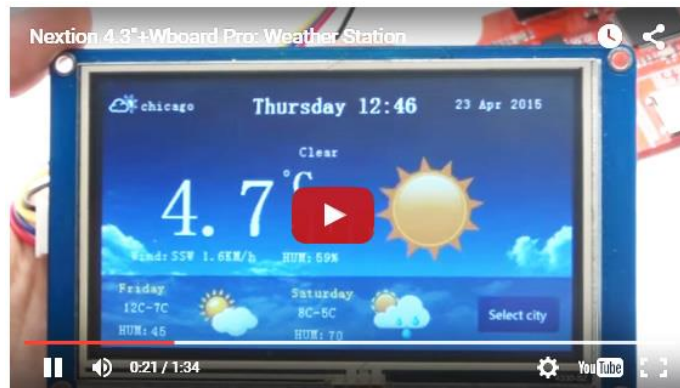 Nextion 4.3"+Wboard Pro: Weather Station
chicago Thursday 12:46 23 Apr 2015
Clear
4.7 °C
Wind: SSW 1.6KM/h HUM: 59%
Friday Saturday
12C-7C 8C-5C
HUM: 45 HUM: 70
Select city
0:21 / 1:34
YouTube